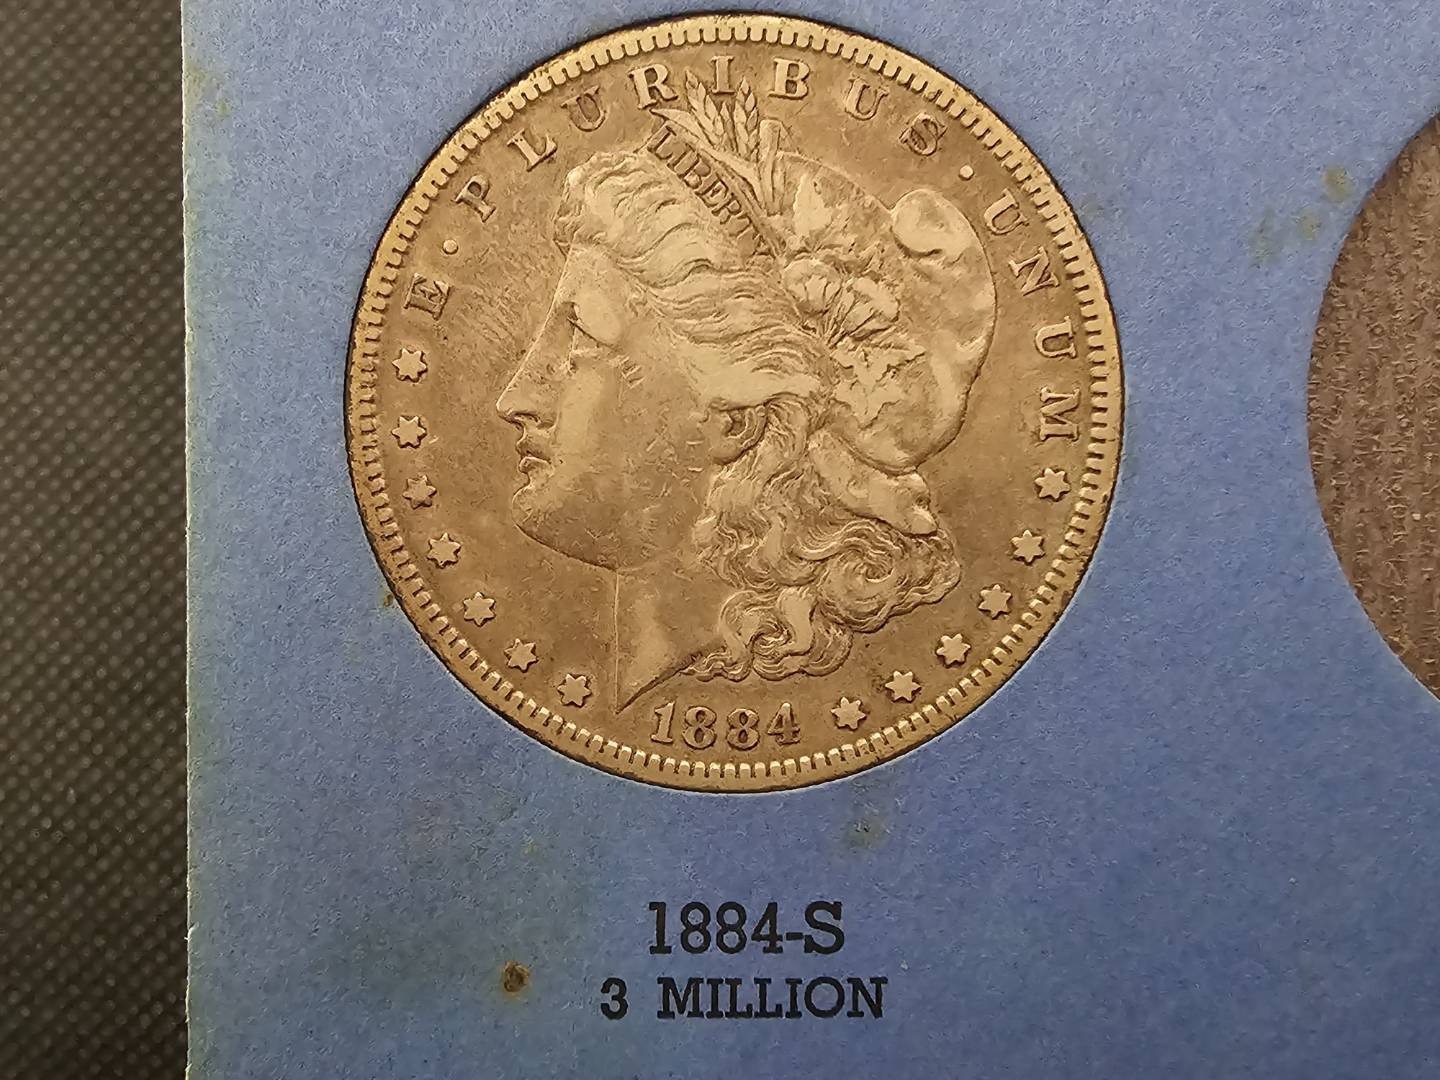 E · PLURIBUS · UNUM
LIBERTY
1884
1884-S
3 MILLION